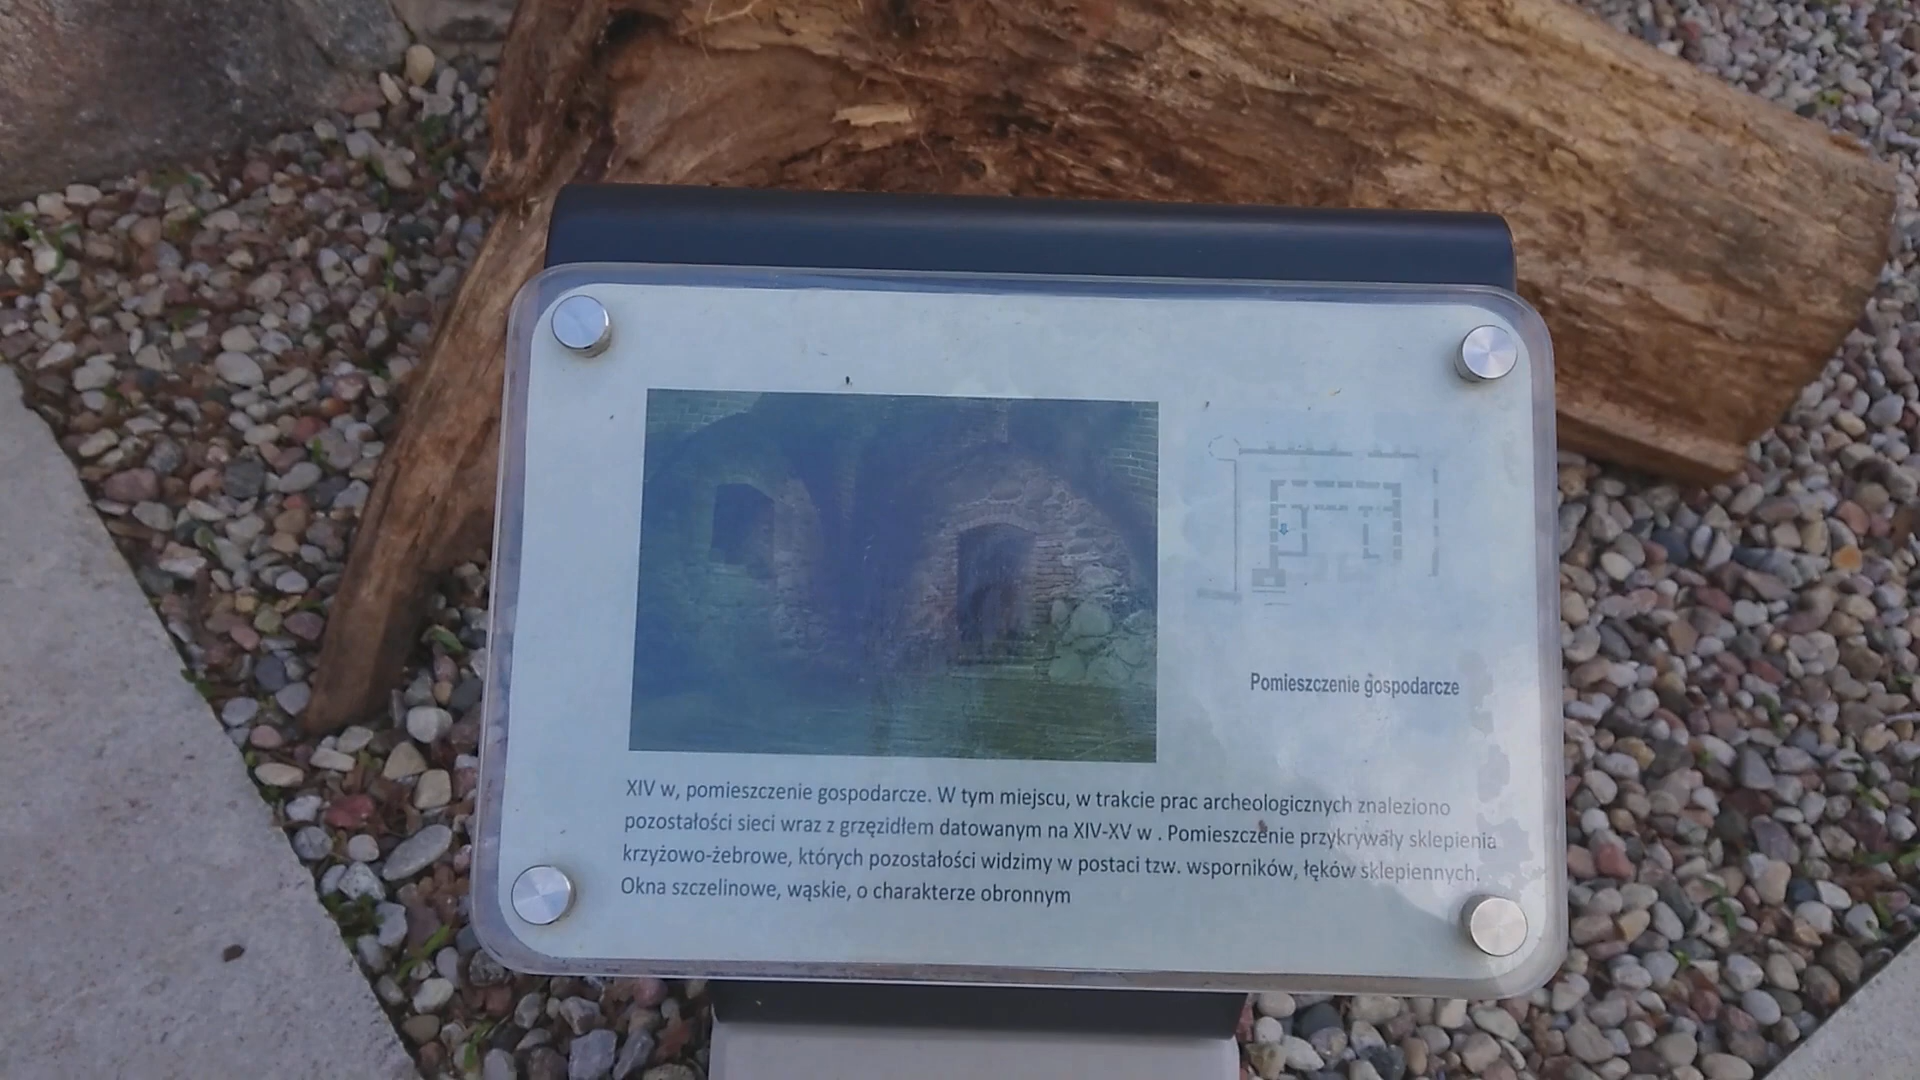 Pomieszczenie gospodarcze
XIV w, pomieszczenie gospodarcze. W tym miejscu, w trakcie prac archeologicznych znaleziono
pozostałości sieci wraz z grzęzidłem datowanym na XIV-XV w . Pomieszczenie przykrywały sklepienia
krzyżowo-żebrowe, których pozostałości widzimy w postaci tzw. wsporników, łęków sklepiennych.
Okna szczelinowe, wąskie, o charakterze obronnym